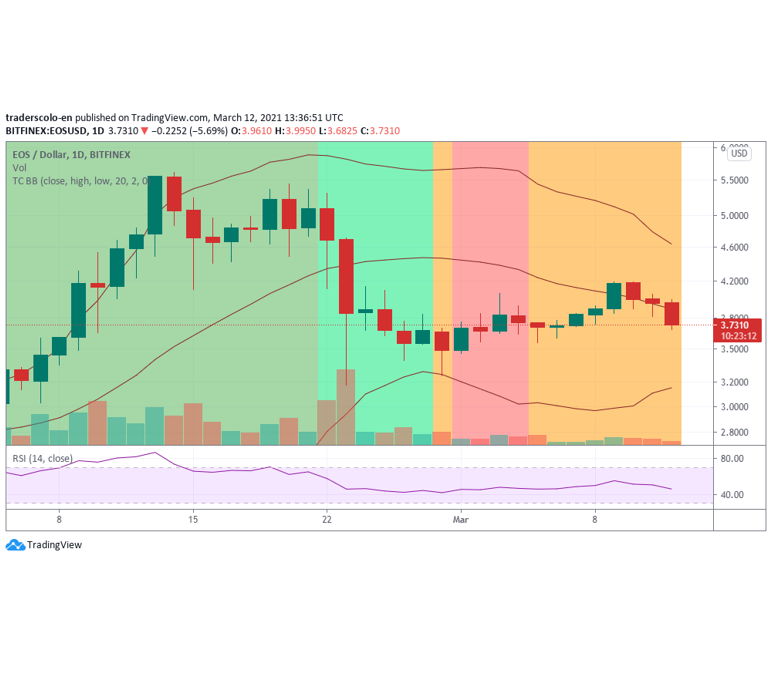 traderscolo-en published on TradingView.com, March 12, 2021 13:36:51 UTC
BITFINEX:EOSUSD, 1D 3.7310 ▼ −0.2252 (−5.69%) O:3.9610 H:3.9950 L:3.6825 C:3.7310
EOS / Dollar, 1D, BITFINEX
Vol
TC BB (close, high, low, 20, 2, 0
USD
5.5000
5.0000
4.6000
4.2000
3.8000
3.7310
10:23:12
3.5000
3.2000
3.0000
2.8000
RSI (14, close)
80.00
40.00
8 15 22 Mar 8
TradingView